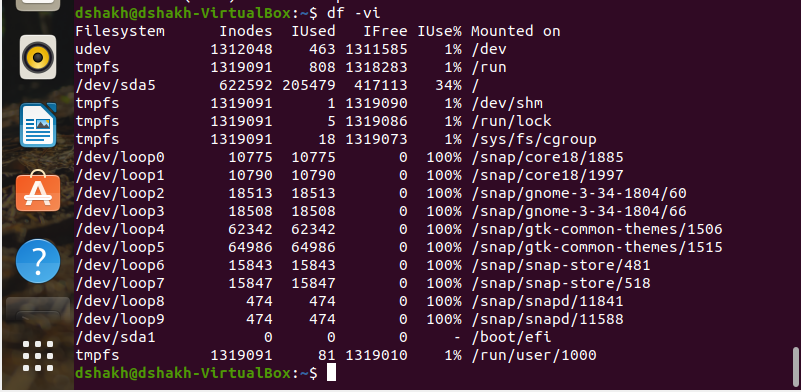 dshakh@dshakh-VirtualBox:~$ df -vi
Filesystem Inodes IUsed IFree IUse% Mounted on
udev 1312048 463 1311585 1% /dev
tmpfs 1319091 808 1318283 1% /run
/dev/sda5 622592 205479 417113 34% /
tmpfs 1319091 1 1319090 1% /dev/shm
tmpfs 1319091 5 1319086 1% /run/lock
tmpfs 1319091 18 1319073 1% /sys/fs/cgroup
/dev/loop0 10775 10775 0 100% /snap/core18/1885
/dev/loop1 10790 10790 0 100% /snap/core18/1997
/dev/loop2 18513 18513 0 100% /snap/gnome-3-34-1804/60
/dev/loop3 18508 18508 0 100% /snap/gnome-3-34-1804/66
/dev/loop4 62342 62342 0 100% /snap/gtk-common-themes/1506
/dev/loop5 64986 64986 0 100% /snap/gtk-common-themes/1515
/dev/loop6 15843 15843 0 100% /snap/snap-store/481
/dev/loop7 15847 15847 0 100% /snap/snap-store/518
/dev/loop8 474 474 0 100% /snap/snapd/11841
/dev/loop9 474 474 0 100% /snap/snapd/11588
/dev/sda1 0 0 0 - /boot/efi
tmpfs 1319091 81 1319010 1% /run/user/1000
dshakh@dshakh-VirtualBox:~$